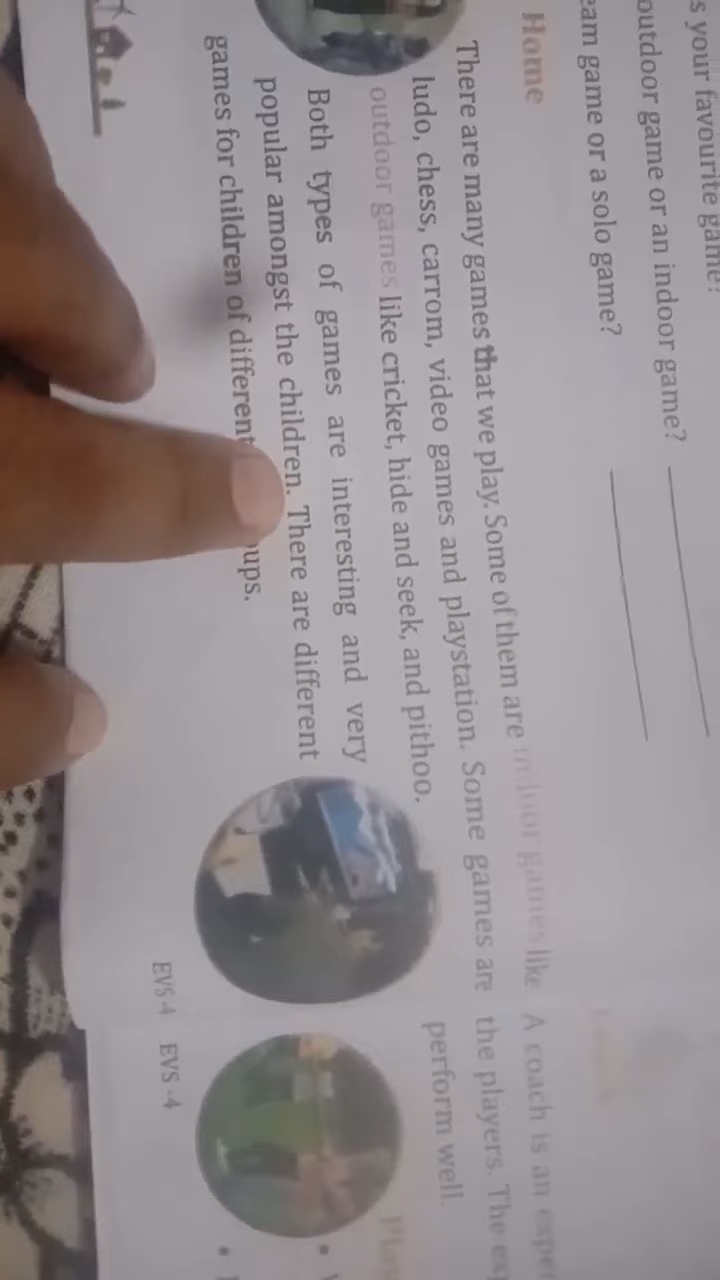 s your favourite game?
outdoor game or an indoor game?
eam game or a solo game?
Home
There are many games that we play. Some of them are indoor games like
ludo, chess, carrom, video games and playstation. Some games are
outdoor games like cricket, hide and seek, and pithoo.
Both types of games are interesting and very
popular amongst the children. There are different
games for children of different ups.
EVS-4
A coach is an exper
the players. The exp
perform well.
Play
EVS-4